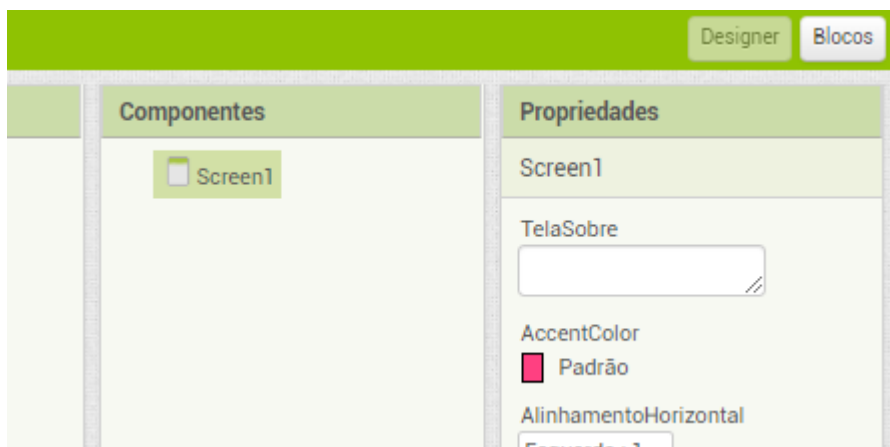 Designer Blocos
Componentes Propriedades
Screen1 Screen1
TelaSobre
AccentColor
Padrão
AlinhamentoHorizontal